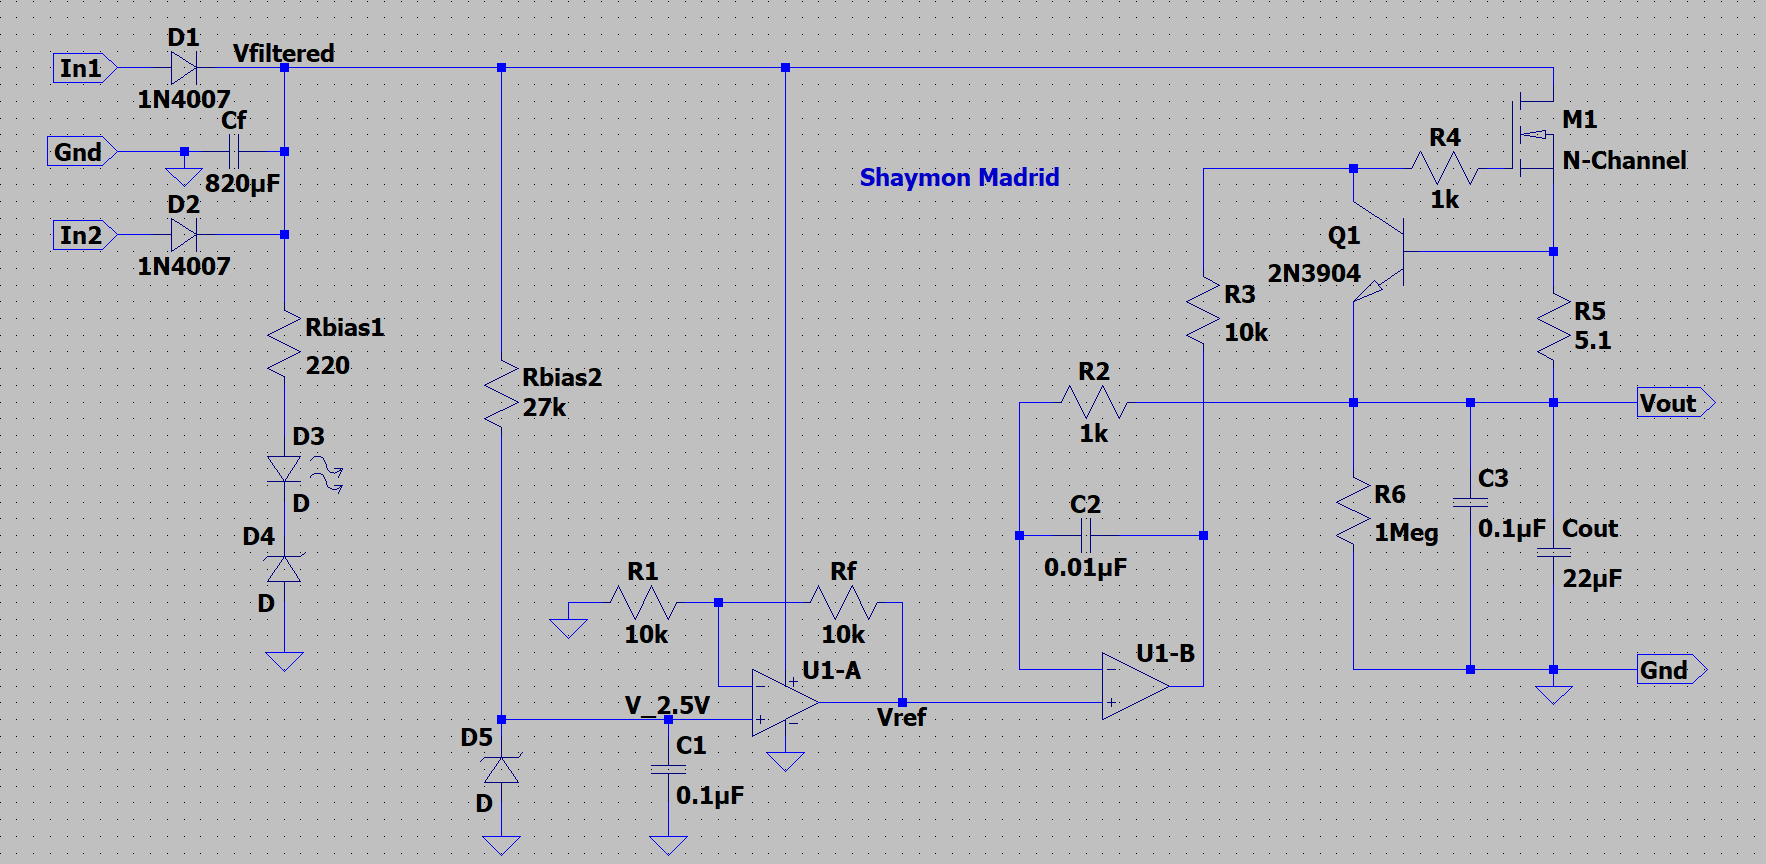 D1
Vfiltered
In1
1N4007
Cf
Gnd
820µF
D2
In2
1N4007
Rbias1
220
D3
D
D4
D
Rbias2
27k
D5
D
V_2.5V
C1
0.1µF
R1
10k
Rf
10k
U1-A
Vref
Shaymon Madrid
R2
1k
C2
0.01µF
U1-B
R3
10k
R4
1k
M1
N-Channel
Q1
2N3904
R5
5.1
Vout
R6
1Meg
C3
0.1µF
Cout
22µF
Gnd